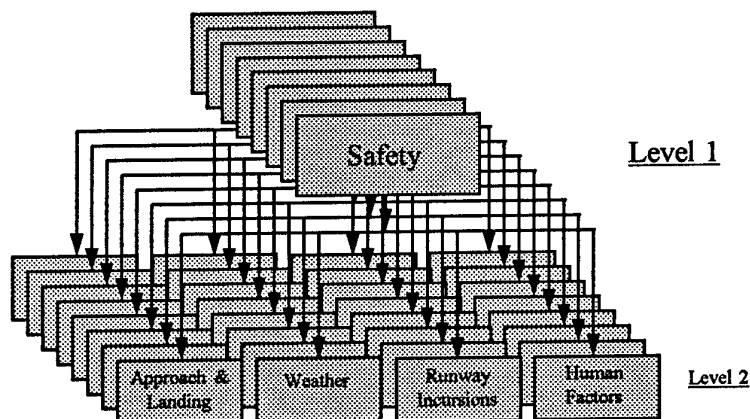 Safety
Level 1
Approach &
Landing
Weather
Runway
Incursions
Human
Factors
Level 2